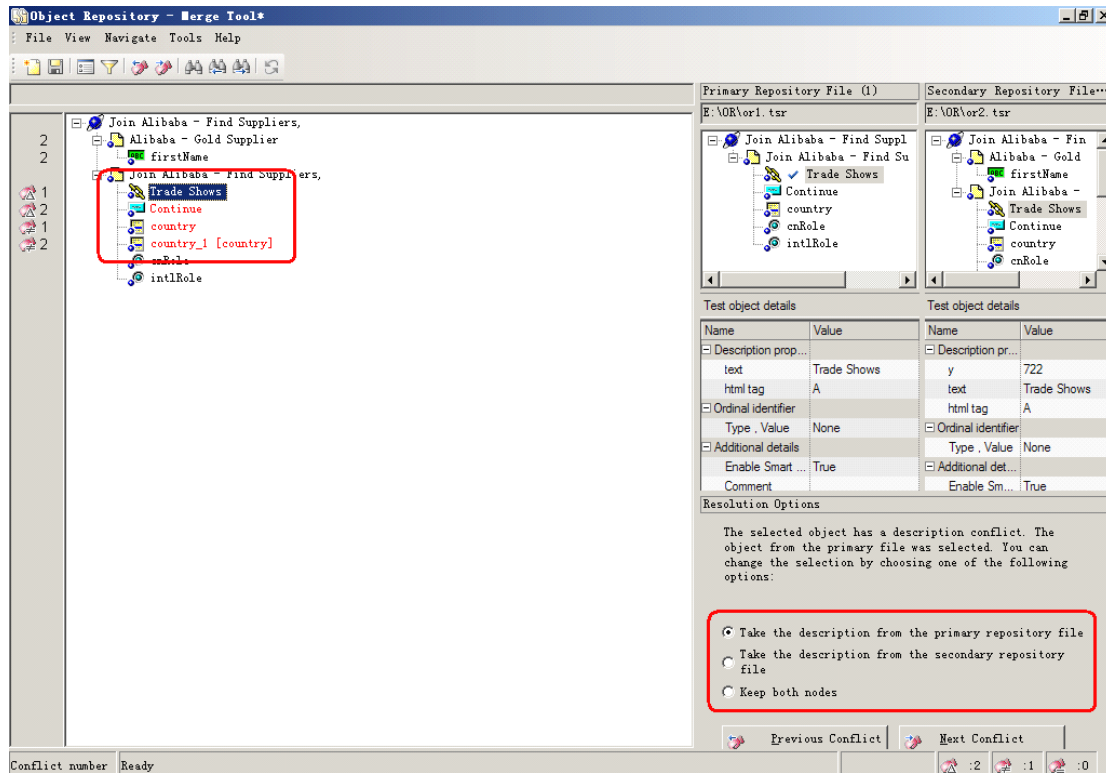 Object Repository - Merge Tool*
File View Navigate Tools Help
Primary Repository File (1)
Secondary Repository File...
E:\OR\or1.tsr
E:\OR\or2.tsr
Join Alibaba - Find Suppliers,
2 Alibaba - Gold Supplier
2 firstName
Join Alibaba - Find Suppliers,
1 Trade Shows
2 Continue
1 country
2 country_1 [country]
cnRole
intlRole
Join Alibaba - Find Suppl
Join Alibaba - Find Su
Trade Shows
Continue
country
cnRole
intlRole
Join Alibaba - Fin
Alibaba - Gold
firstName
Join Alibaba -
Trade Shows
Continue
country
cnRole
Test object details
Name Value
Description prop...
text Trade Shows
html tag A
Ordinal identifier
Type , Value None
Additional details
Enable Smart ... True
Comment
Test object details
Name Value
Description pr...
y 722
text Trade Shows
html tag A
Ordinal identifier
Type , Value None
Additional det...
Enable Sm... True
Resolution Options
The selected object has a description conflict. The
object from the primary file was selected. You can
change the selection by choosing one of the following
options:
Take the description from the primary repository file
Take the description from the secondary repository
file
Keep both nodes
Previous Conflict
Next Conflict
Conflict number Ready
:2 :1 :0